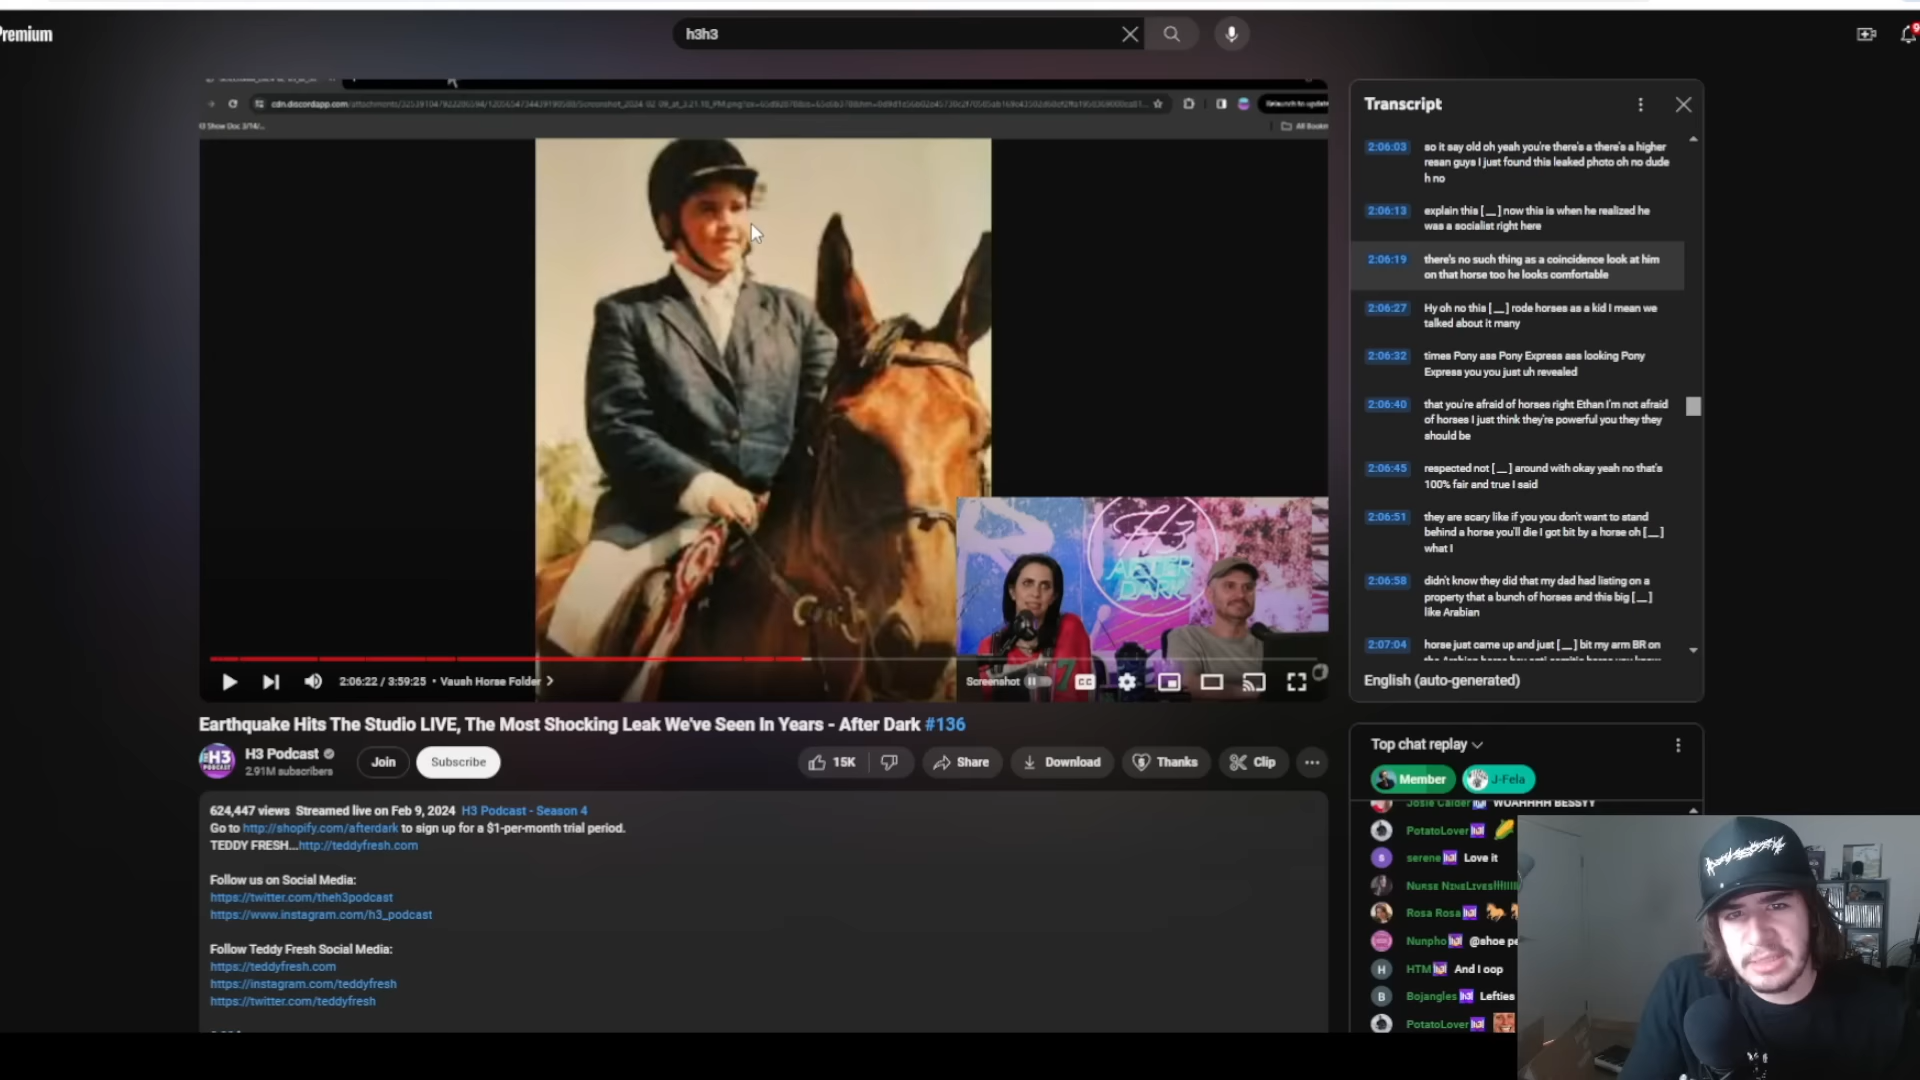 Premium
h3h3
cdn.discordapp.com
All Bookm
Transcript
2:06:03
so it say old oh yeah you're there's a there's a higher
resan guys I just found this leaked photo oh no dude
h no
2:06:13
explain this [ __ ] now this is when he realized he
was a socialist right here
2:06:19
there's no such thing as a coincidence look at him
on that horse too he looks comfortable
2:06:27
Hy oh no this [ __ ] rode horses as a kid I mean we
talked about it many
2:06:32
times Pony ass Pony Express ass looking Pony
Express you you just uh revealed
2:06:40
that you're afraid of horses right Ethan I'm not afraid
of horses I just think they're powerful you they they
should be
2:06:45
respected not [ __ ] around with okay yeah no that's
100% fair and true I said
2:06:51
they are scary like if you you don't want to stand
behind a horse you'll die I got bit by a horse oh [ __ ]
what I
2:06:58
didn't know they did that my dad had listing on a
property that a bunch of horses and this big [ __ ]
like Arabian
2:07:04
horse just came up and just [ __ ] bit my arm BR on
English (auto-generated)
H3
AFTER
DARK
2:06:22 / 3:59:25 • Vaush Horse Folder >
Screenshot
CC
Earthquake Hits The Studio LIVE, The Most Shocking Leak We've Seen In Years - After Dark #136
H3
PODCAST
H3 Podcast
2.91M subscribers
Join
Subscribe
15K
Share
Download
Thanks
Clip
624,447 views Streamed live on Feb 9, 2024 H3 Podcast - Season 4
Go to http://shopify.com/afterdark to sign up for a $1-per-month trial period.
TEDDY FRESH...http://teddyfresh.com
Follow us on Social Media:
https://twitter.com/theh3podcast
https://www.instagram.com/h3_podcast
Follow Teddy Fresh Social Media:
https://teddyfresh.com
https://instagram.com/teddyfresh
https://twitter.com/teddyfresh
Top chat replay
Member
J-Fela
Josie Calder WOAHHHH BESSYY
PotatoLover
serene Love it
Rosa Rosa
Nunpho @shoe pe
HTM And I oop
Bojangles Lefties
PotatoLover